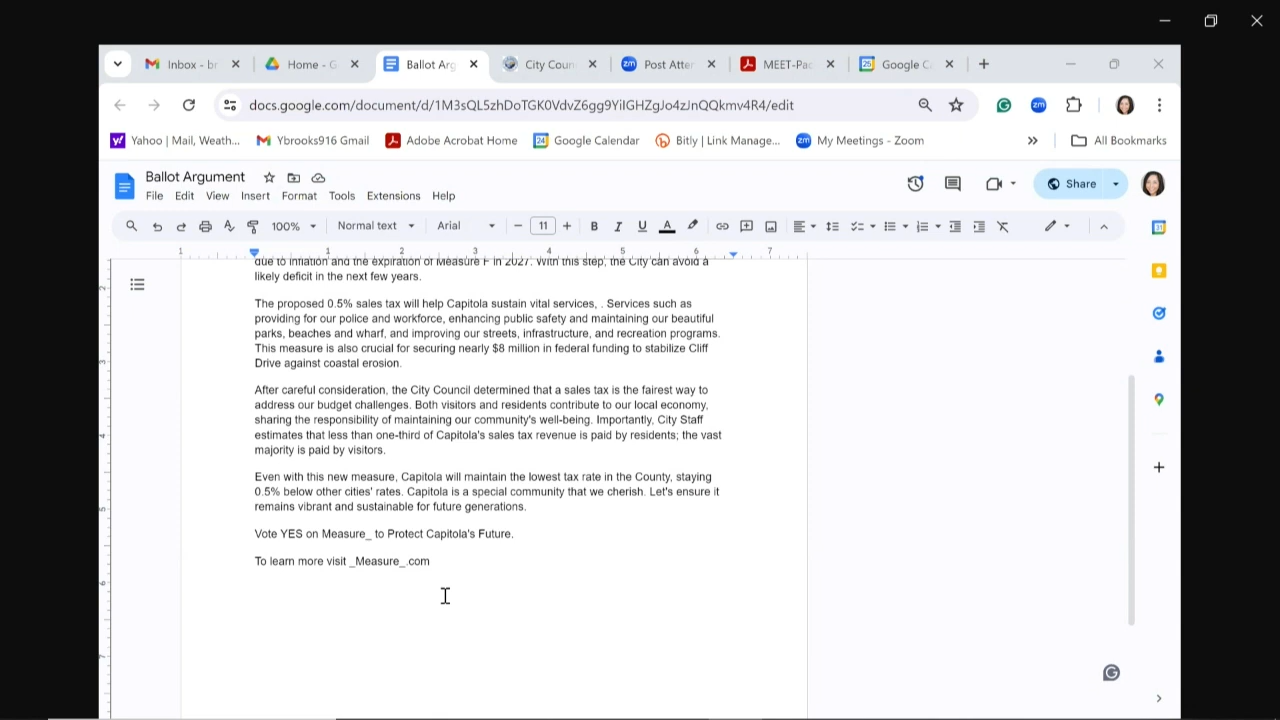 Inbox - br
Home - G
Ballot Arg
City Coun
Post Atter
MEET-Pac
Google C
docs.google.com/document/d/1M3sQL5zhDoTGK0VdvZ6gg9YilGHZgJo4zJnQQkmv4R4/edit
Yahoo | Mail, Weath...
Ybrooks916 Gmail
Adobe Acrobat Home
Google Calendar
Bitly | Link Manage...
My Meetings - Zoom
All Bookmarks
Ballot Argument
File Edit View Insert Format Tools Extensions Help
Share
100% Normal text Arial 11
1 1 2 3 4 5 6 7
due to inflation and the expiration of Measure F in 2027. With this step, the City can avoid a
likely deficit in the next few years.
The proposed 0.5% sales tax will help Capitola sustain vital services, . Services such as
providing for our police and workforce, enhancing public safety and maintaining our beautiful
parks, beaches and wharf, and improving our streets, infrastructure, and recreation programs.
This measure is also crucial for securing nearly $8 million in federal funding to stabilize Cliff
Drive against coastal erosion.
After careful consideration, the City Council determined that a sales tax is the fairest way to
address our budget challenges. Both visitors and residents contribute to our local economy,
sharing the responsibility of maintaining our community's well-being. Importantly, City Staff
estimates that less than one-third of Capitola's sales tax revenue is paid by residents; the vast
majority is paid by visitors.
Even with this new measure, Capitola will maintain the lowest tax rate in the County, staying
0.5% below other cities' rates. Capitola is a special community that we cherish. Let's ensure it
remains vibrant and sustainable for future generations.
Vote YES on Measure_ to Protect Capitola's Future.
To learn more visit _Measure_.com